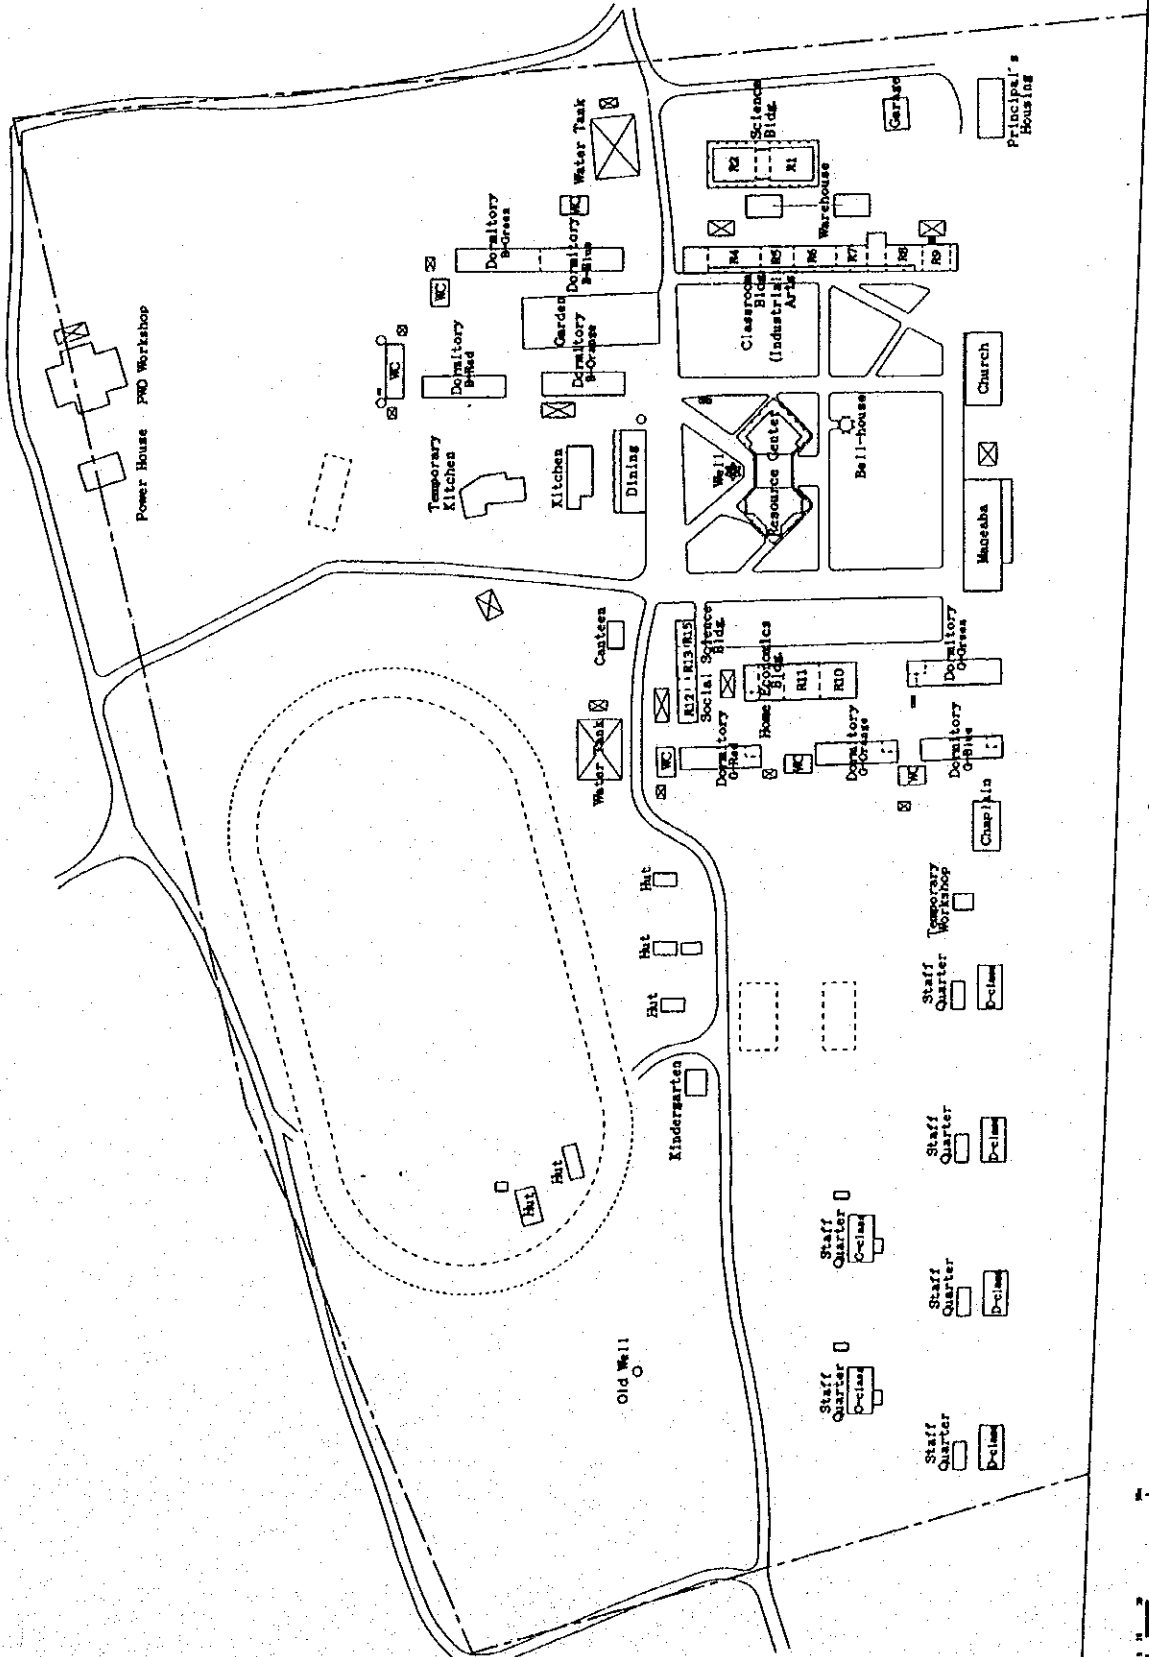 Power House
PWD Workshop
WC
WC
Dormitory
B-Green
Dormitory
B-Blue
WC
Water Tank
Dormitory
B-Red
Garden
Dormitory
B-Orange
Temporary
Kitchen
Kitchen
Dining
Science
Bldg.
R2
R1
Warehouse
Garage
Principal's
Housing
Classroom
Bldg.
(Industrial
Arts)
R4
R5
R6
R7
R8
R9
Well
Resource Center
Bell-house
Church
Maneaba
Canteen
Water Tank
R12
R13
R15
Social Science
Bldg.
Home Economics
Bldg.
R11
R10
WC
Dormitory
G-Red
WC
Dormitory
G-Orange
WC
Dormitory
G-Blue
Dormitory
G-Green
Chaplain
Temporary
Workshop
Hut
Hut
Hut
Kindergarten
Hut
Hut
Old Well
Staff
Quarter
D-class
Staff
Quarter
D-class
Staff
Quarter
C-class
Staff
Quarter
D-class
Staff
Quarter
Staff
Quarter
D-class